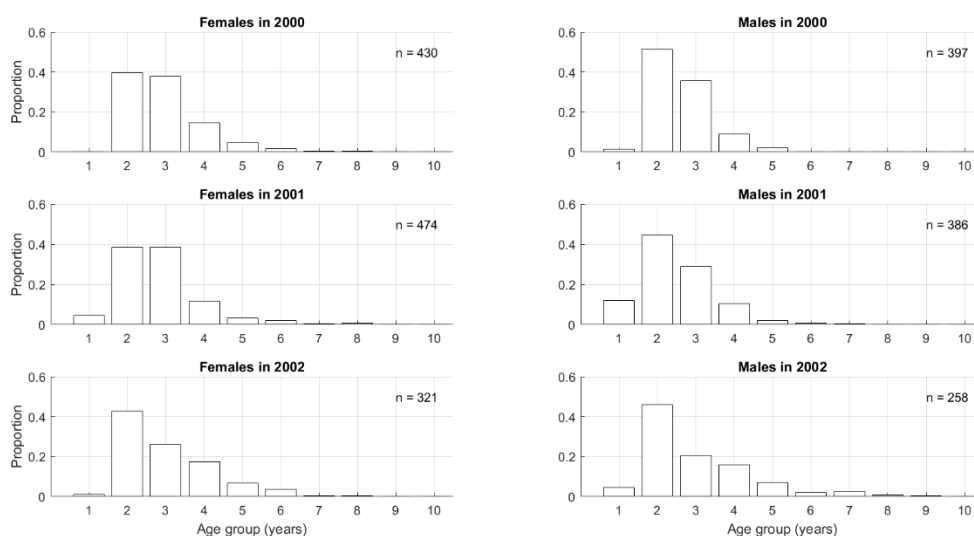 Females in 2000
Proportion
0.6
0.4
0.2
0
n = 430
1 2 3 4 5 6 7 8 9 10
Males in 2000
0.6
0.4
0.2
0
n = 397
1 2 3 4 5 6 7 8 9 10
Females in 2001
Proportion
0.6
0.4
0.2
0
n = 474
1 2 3 4 5 6 7 8 9 10
Males in 2001
0.6
0.4
0.2
0
n = 386
1 2 3 4 5 6 7 8 9 10
Females in 2002
Proportion
0.6
0.4
0.2
0
n = 321
1 2 3 4 5 6 7 8 9 10
Age group (years)
Males in 2002
0.6
0.4
0.2
0
n = 258
1 2 3 4 5 6 7 8 9 10
Age group (years)